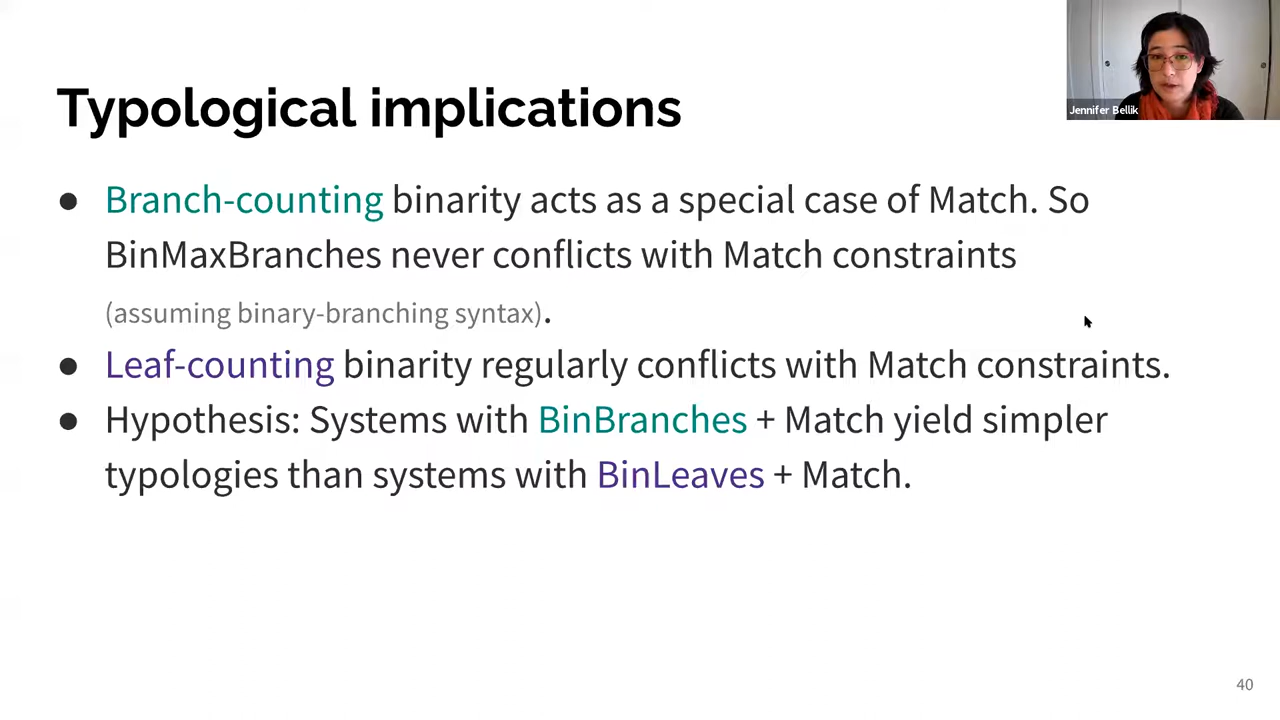 Jennifer Bellik
Typological implications
● Branch-counting binarity acts as a special case of Match. So
BinMaxBranches never conflicts with Match constraints
(assuming binary-branching syntax).
● Leaf-counting binarity regularly conflicts with Match constraints.
● Hypothesis: Systems with BinBranches + Match yield simpler
typologies than systems with BinLeaves + Match.
40